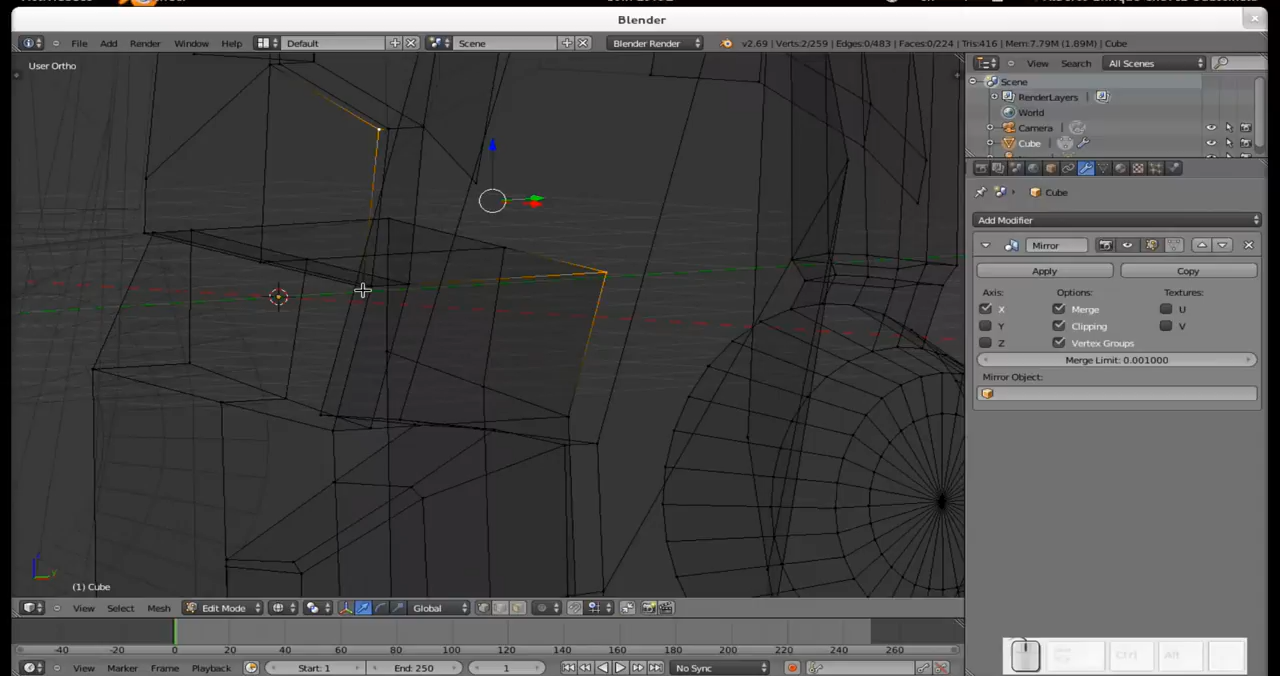 Blender
File Add Render Window Help Default Scene Blender Render v2.69 | Verts:2/259 | Edges:0/483 | Faces:0/224 | Tris:416 | Mem:7.79M (1.89M) | Cube
User Ortho
View Search All Scenes
Scene
RenderLayers
World
Camera
Cube
Cube
Add Modifier
Mirror
Apply Copy
Axis: Options: Textures:
X Merge U
Y Clipping V
Z Vertex Groups
Merge Limit: 0.001000
Mirror Object:
(1) Cube
View Select Mesh Edit Mode Global
-40 -20 0 20 40 60 80 100 120 140 160 180 200 220 240 260
View Marker Frame Playback Start: 1 End: 250 1 No Sync
Ctrl Alt